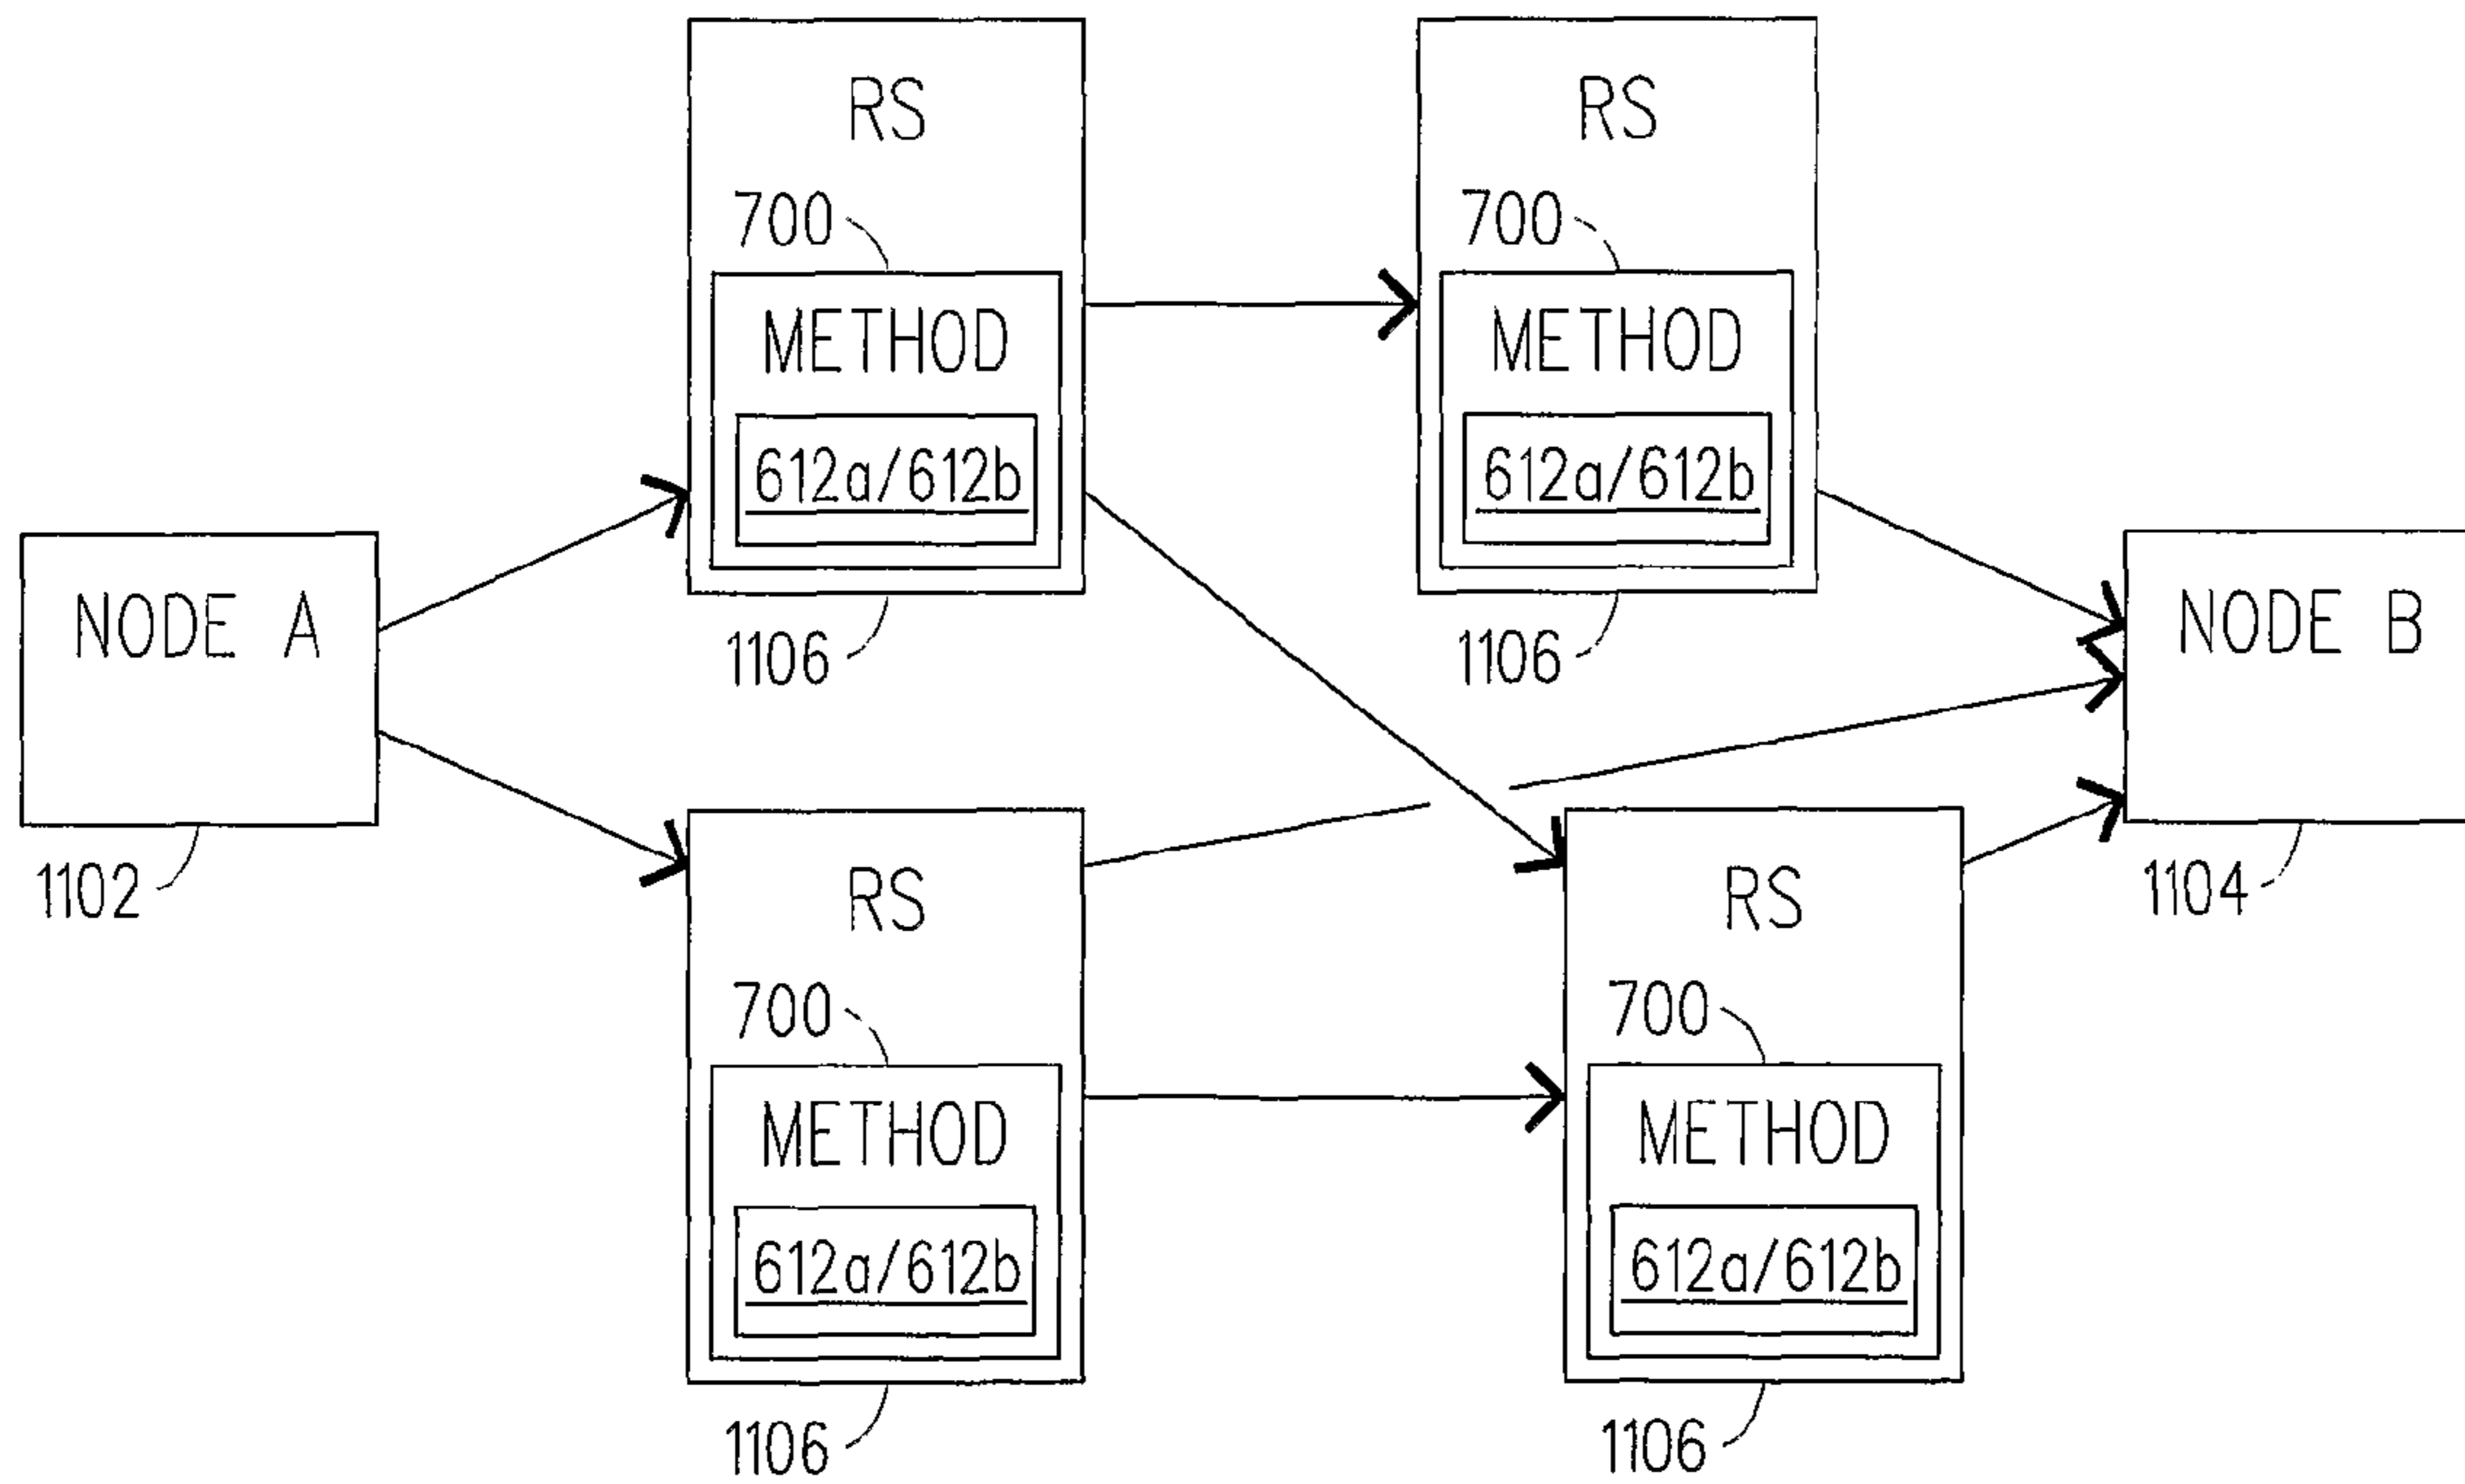 RS
700
METHOD
612a/612b
1106
RS
700
METHOD
612a/612b
1106
NODE A
1102
NODE B
1104
RS
700
METHOD
612a/612b
1106
RS
700
METHOD
612a/612b
1106